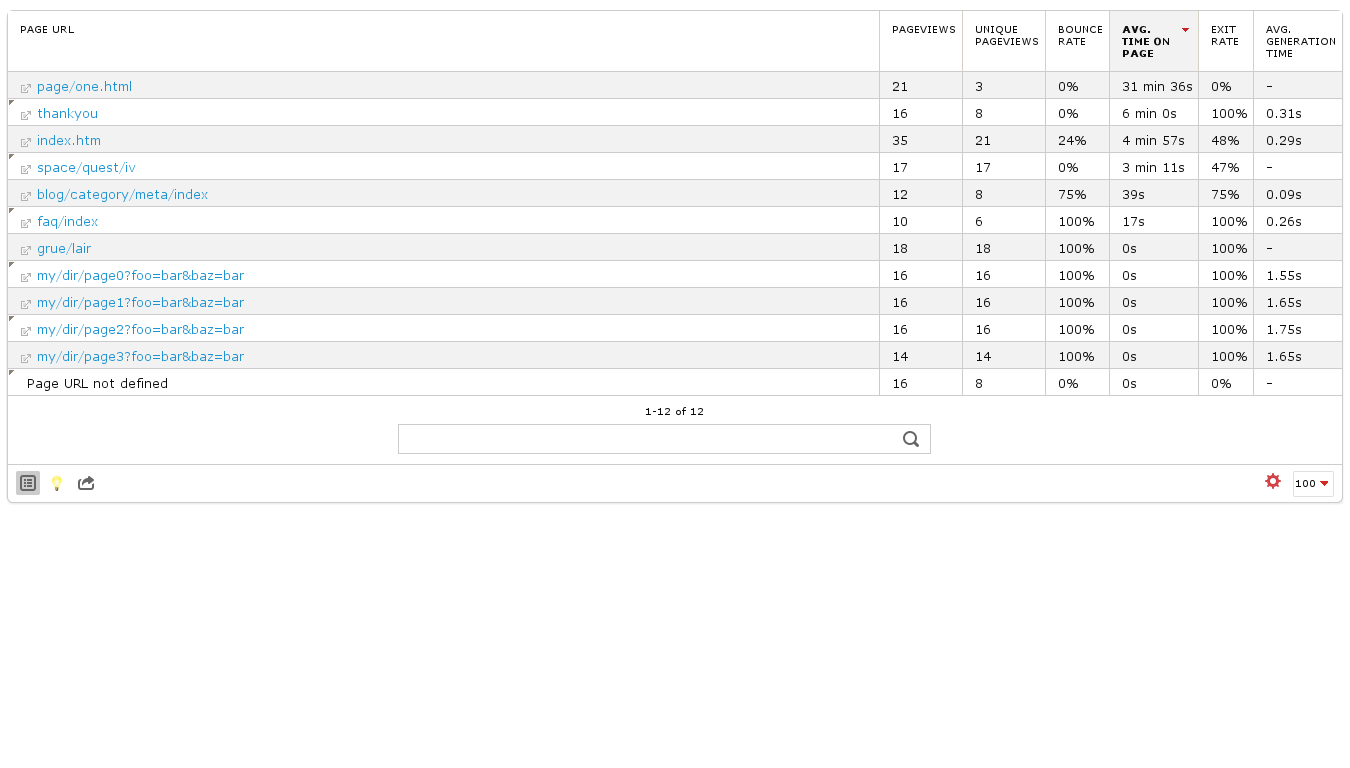 PAGE URL PAGEVIEWS UNIQUE PAGEVIEWS BOUNCE RATE AVG. TIME ON PAGE EXIT RATE AVG. GENERATION TIME
page/one.html 21 3 0% 31 min 36s 0% -
thankyou 16 8 0% 6 min 0s 100% 0.31s
index.htm 35 21 24% 4 min 57s 48% 0.29s
space/quest/iv 17 17 0% 3 min 11s 47% -
blog/category/meta/index 12 8 75% 39s 75% 0.09s
faq/index 10 6 100% 17s 100% 0.26s
grue/lair 18 18 100% 0s 100% -
my/dir/page0?foo=bar&baz=bar 16 16 100% 0s 100% 1.55s
my/dir/page1?foo=bar&baz=bar 16 16 100% 0s 100% 1.65s
my/dir/page2?foo=bar&baz=bar 16 16 100% 0s 100% 1.75s
my/dir/page3?foo=bar&baz=bar 14 14 100% 0s 100% 1.65s
Page URL not defined 16 8 0% 0s 0% -
1-12 of 12
100